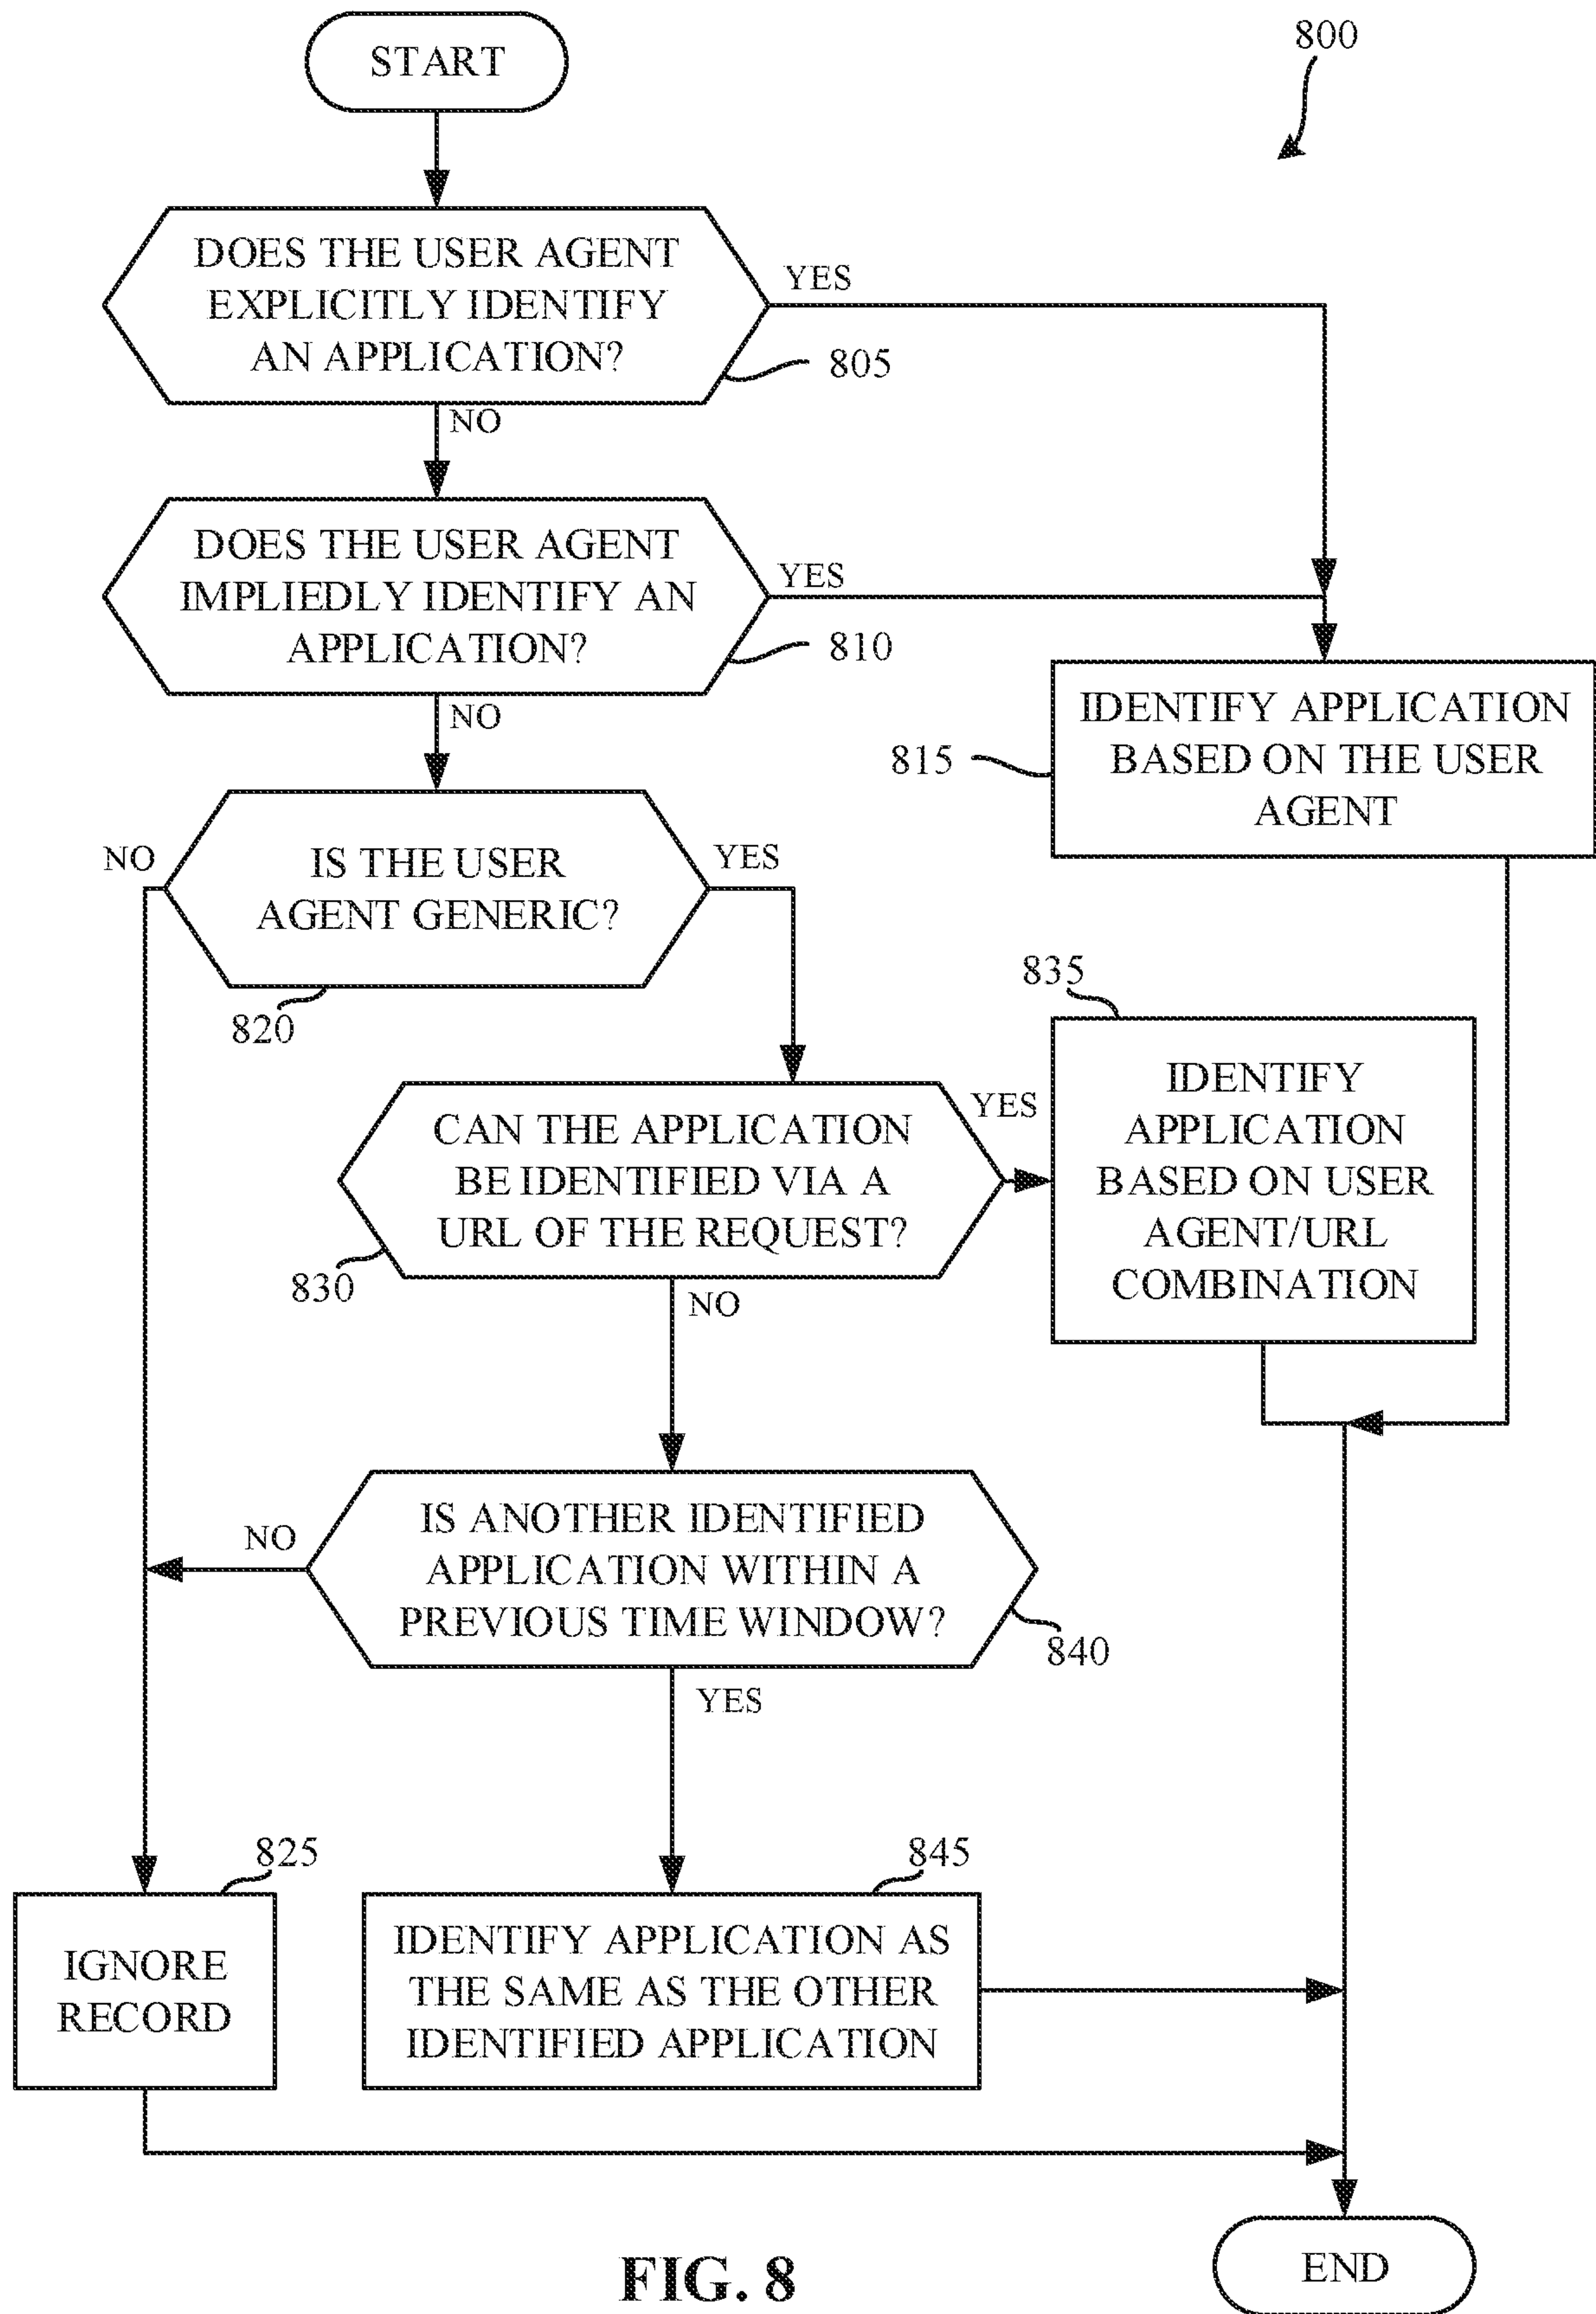 START
800
DOES THE USER AGENT
EXPLICITLY IDENTIFY
AN APPLICATION?
YES
805
NO
DOES THE USER AGENT
IMPLIEDLY IDENTIFY AN
APPLICATION?
YES
810
NO
IDENTIFY APPLICATION
BASED ON THE USER
AGENT
815
IS THE USER
AGENT GENERIC?
NO
YES
820
835
IDENTIFY
APPLICATION
BASED ON USER
AGENT/URL
COMBINATION
CAN THE APPLICATION
BE IDENTIFIED VIA A
URL OF THE REQUEST?
YES
830
NO
IS ANOTHER IDENTIFIED
APPLICATION WITHIN A
PREVIOUS TIME WINDOW?
NO
840
YES
825
IGNORE
RECORD
845
IDENTIFY APPLICATION AS
THE SAME AS THE OTHER
IDENTIFIED APPLICATION
END
FIG. 8